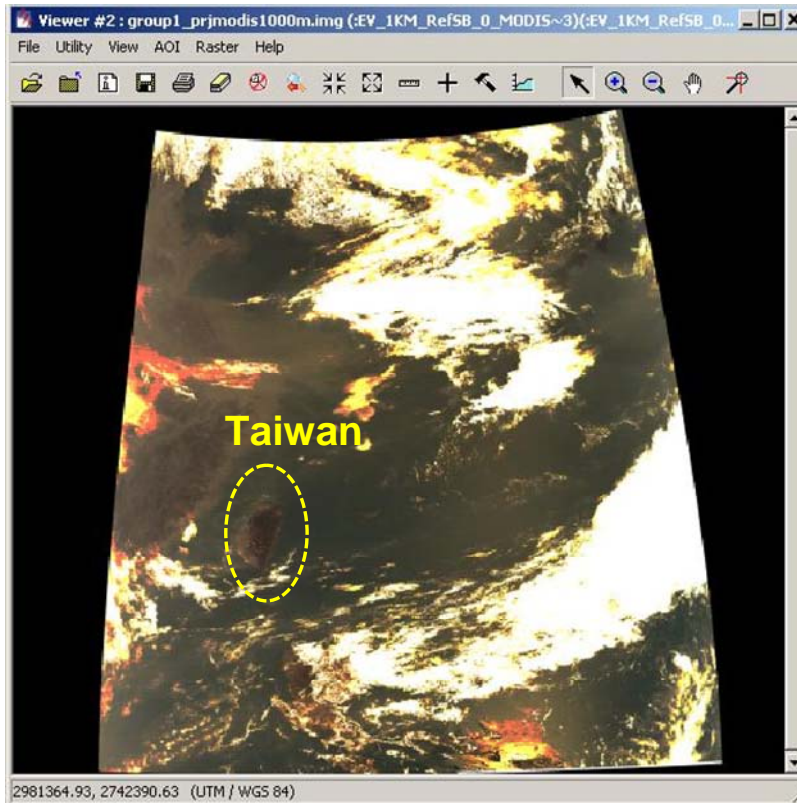 Viewer #2 : group1_prjmodis1000m.img (:EV_1KM_RefSB_0_MODIS~3)(:EV_1KM_RefSB_0...
File Utility View AOI Raster Help
Taiwan
2981364.93, 2742390.63 (UTM / WGS 84)